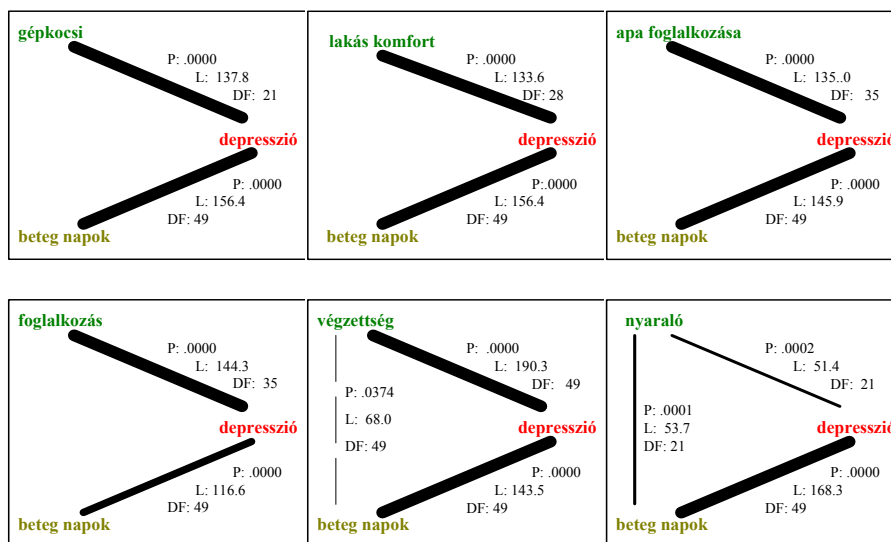 gépkocsi
P: .0000
L: 137.8
DF: 21
depresszió
P: .0000
L: 156.4
DF: 49
beteg napok
lakás komfort
P: .0000
L: 133.6
DF: 28
depresszió
P:.0000
L: 156.4
DF: 49
beteg napok
apa foglalkozása
P: .0000
L: 135..0
DF: 35
depresszió
P: .0000
L: 145.9
DF: 49
beteg napok
foglalkozás
P: .0000
L: 144.3
DF: 35
depresszió
P: .0000
L: 116.6
DF: 49
beteg napok
végzettség
P: .0000
L: 190.3
DF: 49
P: .0374
L: 68.0
DF: 49
depresszió
P: .0000
L: 143.5
DF: 49
beteg napok
nyaraló
P: .0002
L: 51.4
DF: 21
P: .0001
L: 53.7
DF: 21
depresszió
P: .0000
L: 168.3
DF: 49
beteg napok